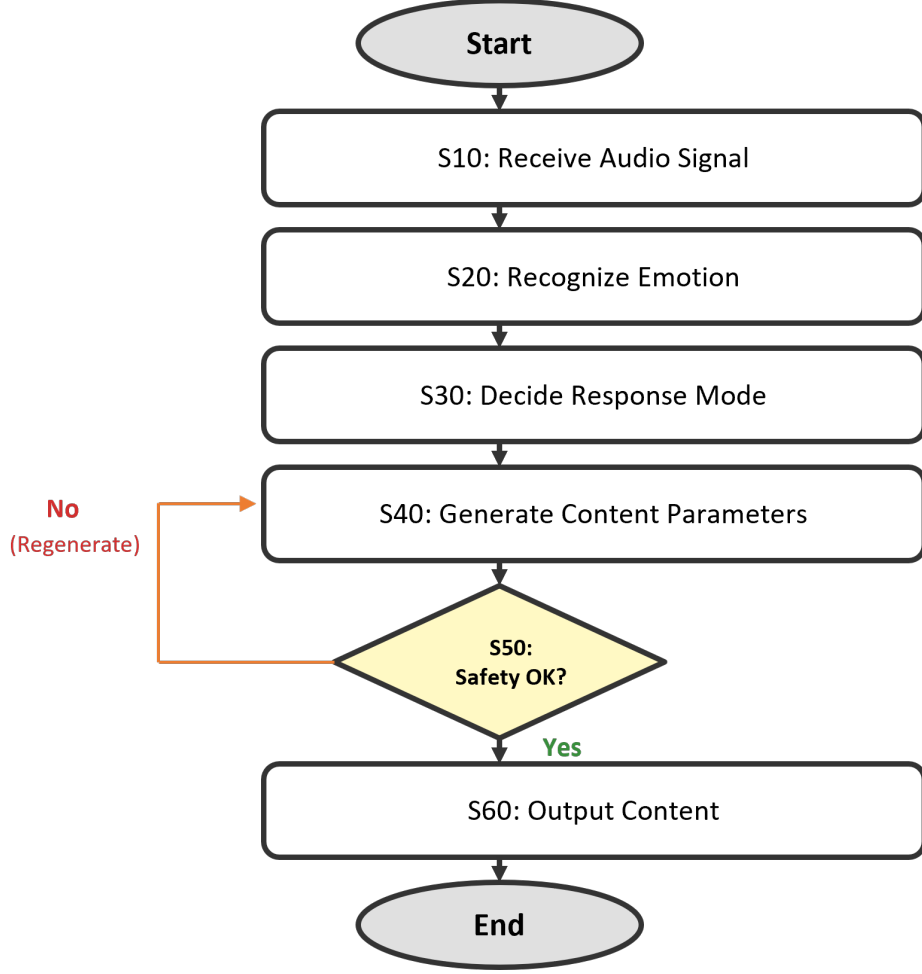 Start
S10: Receive Audio Signal
S20: Recognize Emotion
S30: Decide Response Mode
No
(Regenerate)
S40: Generate Content Parameters
S50:
Safety OK?
Yes
S60: Output Content
End